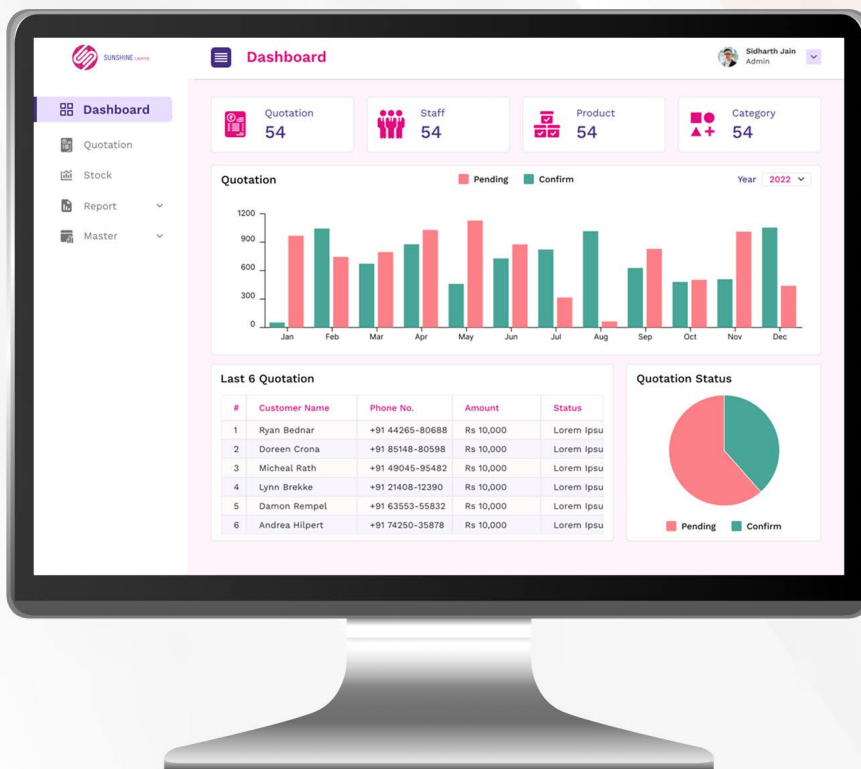 SUNSHINE LIGHTS
Dashboard
Sidharth Jain
Admin
Dashboard
Quotation
Stock
Report
Master
Quotation
54
Staff
54
Product
54
Category
54
Quotation
Pending
Confirm
Year 2022
1200
900
600
300
0
Jan Feb Mar Apr May Jun Jul Aug Sep Oct Nov Dec
Last 6 Quotation
# Customer Name Phone No. Amount Status
1 Ryan Bednar +91 44265-80688 Rs 10,000 Lorem Ipsu
2 Doreen Crona +91 85148-80598 Rs 10,000 Lorem Ipsu
3 Micheal Rath +91 49045-95482 Rs 10,000 Lorem Ipsu
4 Lynn Brekke +91 21408-12390 Rs 10,000 Lorem Ipsu
5 Damon Rempel +91 63553-55832 Rs 10,000 Lorem Ipsu
6 Andrea Hilpert +91 74250-35878 Rs 10,000 Lorem Ipsu
Quotation Status
Pending
Confirm